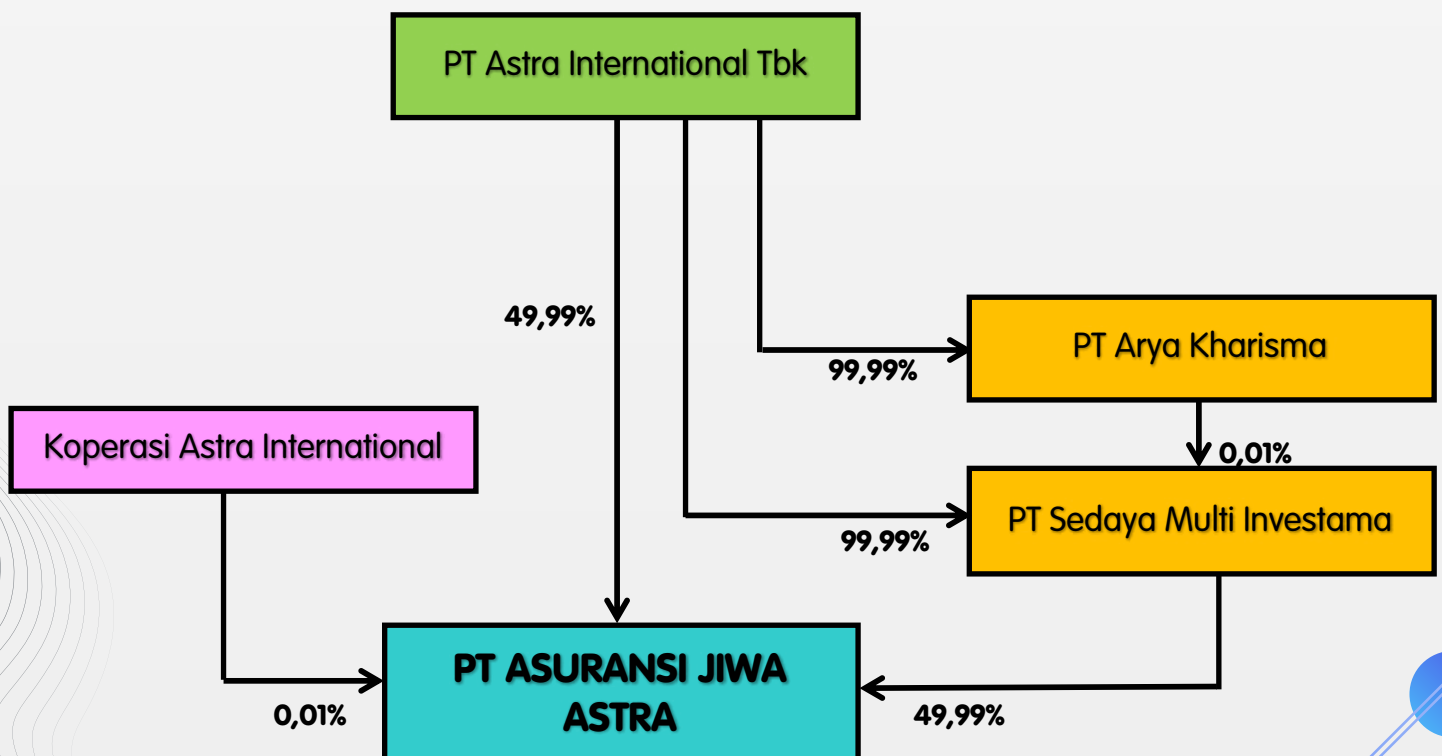 PT Astra International Tbk
49,99%
PT Arya Kharisma
99,99%
Koperasi Astra International
0,01%
PT Sedaya Multi Investama
99,99%
PT ASURANSI JIWA
ASTRA
0,01%
49,99%